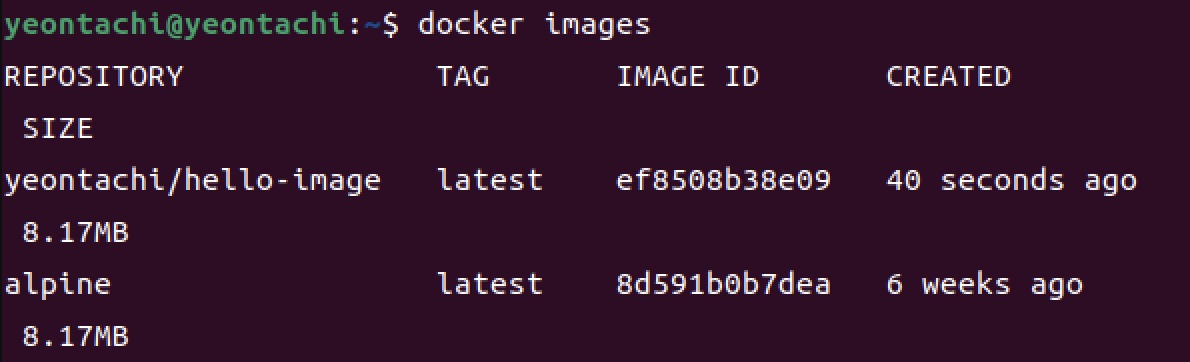 yeontachi@yeontachi:~$ docker images
REPOSITORY TAG IMAGE ID CREATED
SIZE
yeontachi/hello-image latest ef8508b38e09 40 seconds ago
8.17MB
alpine latest 8d591b0b7dea 6 weeks ago
8.17MB